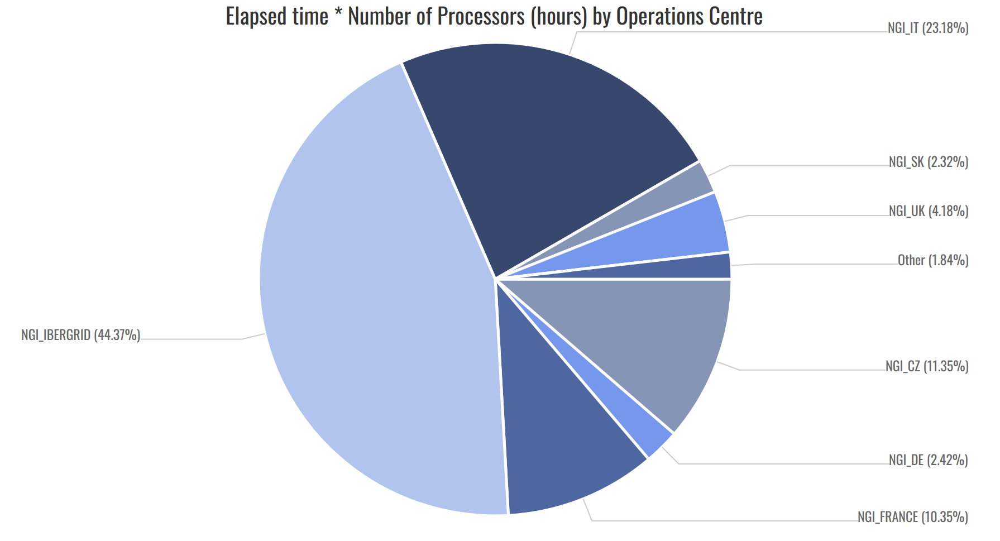 Elapsed time * Number of Processors (hours) by Operations Centre
NGI_IT (23.18%)
NGI_SK (2.32%)
NGI_UK (4.18%)
Other (1.84%)
NGI_IBERGRID (44.37%)
NGI_CZ (11.35%)
NGI_DE (2.42%)
NGI_FRANCE (10.35%)